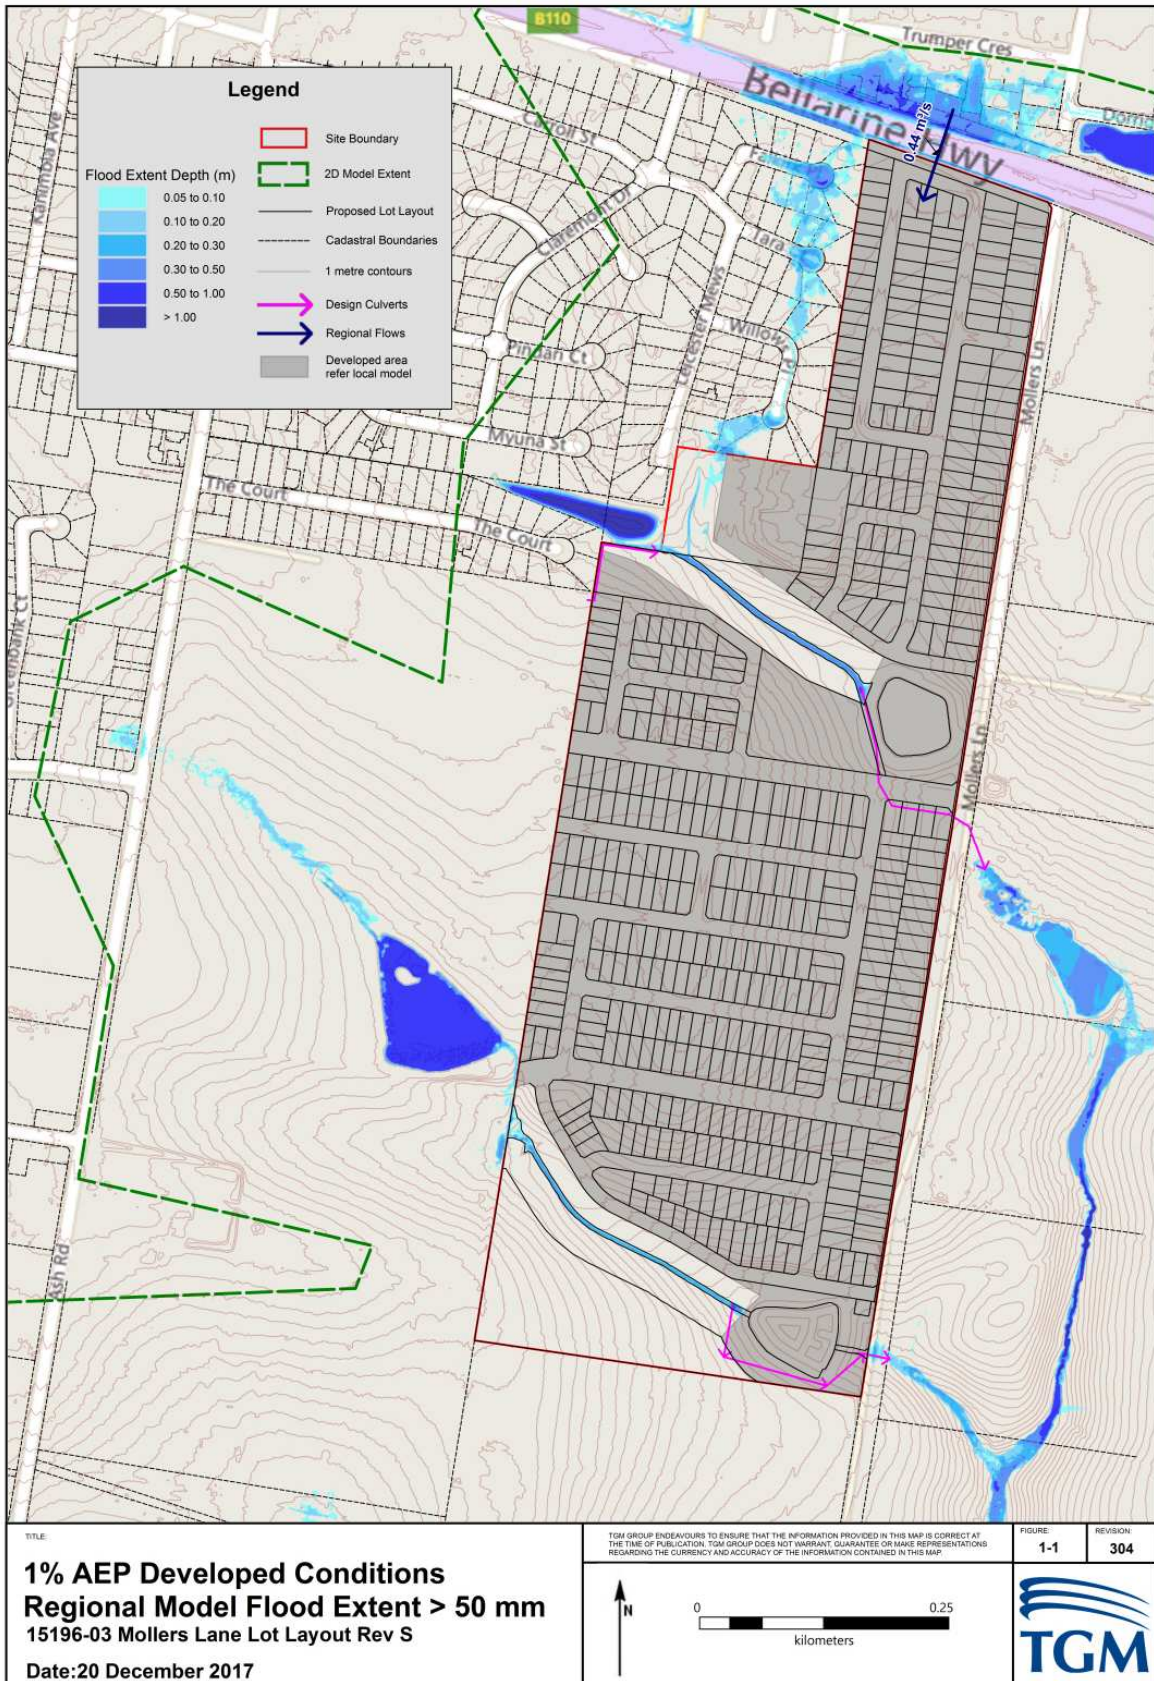 B110
Trumper Cres
Bellarine Hwy
0.44 m³/s
Carroll St
Claremont Dr
Tara
Leicester Mews
Willow
Pindari Ct
Myuna St
The Court
The Court
Kanimbla Ave
Greenbank Ct
Ash Rd
Mollers Ln
Mollers Ln
Legend
Site Boundary
Flood Extent Depth (m)
2D Model Extent
0.05 to 0.10
0.10 to 0.20
Proposed Lot Layout
0.20 to 0.30
Cadastral Boundaries
0.30 to 0.50
1 metre contours
0.50 to 1.00
Design Culverts
> 1.00
Regional Flows
Developed area
refer local model
TITLE:
1% AEP Developed Conditions
Regional Model Flood Extent > 50 mm
15196-03 Mollers Lane Lot Layout Rev S
Date:20 December 2017
TGM GROUP ENDEAVOURS TO ENSURE THAT THE INFORMATION PROVIDED IN THIS MAP IS CORRECT AT
THE TIME OF PUBLICATION. TGM GROUP DOES NOT WARRANT, GUARANTEE OR MAKE REPRESENTATIONS
REGARDING THE CURRENCY AND ACCURACY OF THE INFORMATION CONTAINED IN THIS MAP.
N
0 0.25
kilometers
FIGURE:
1-1
REVISION:
304
TGM